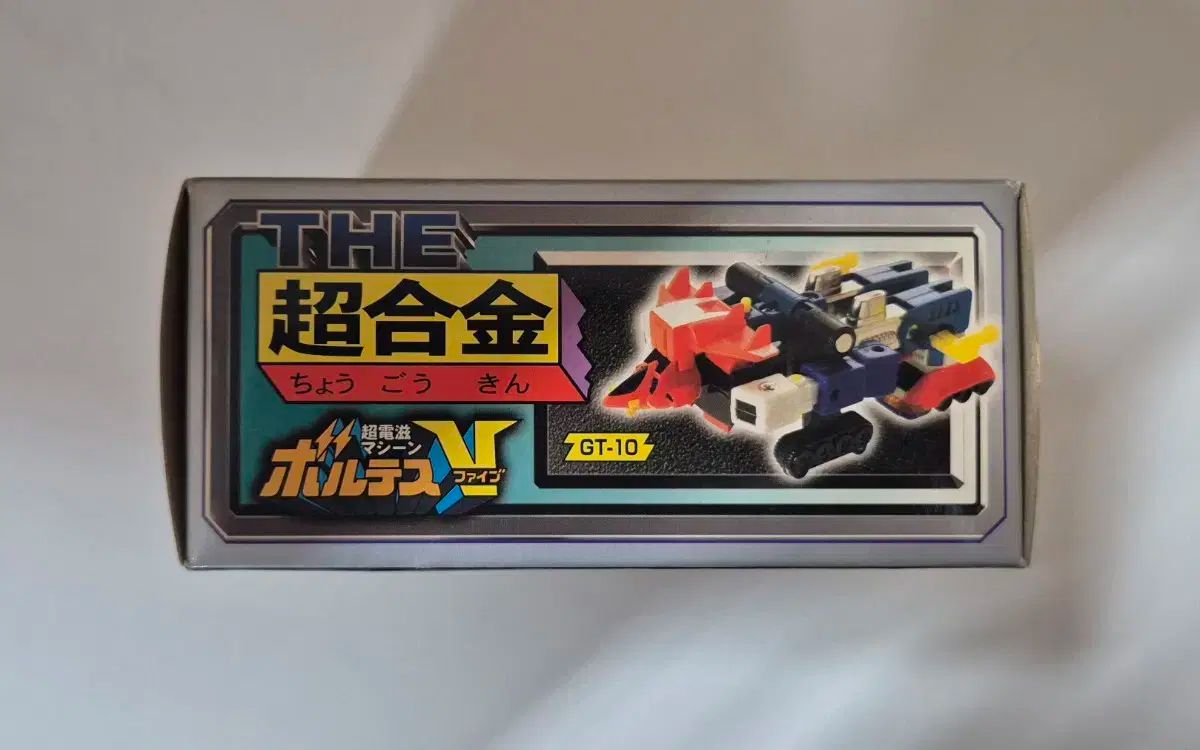 THE
超合金
ちょう ごう きん
超電磁
マシーン
ボルテスV
ファイブ
GT-10